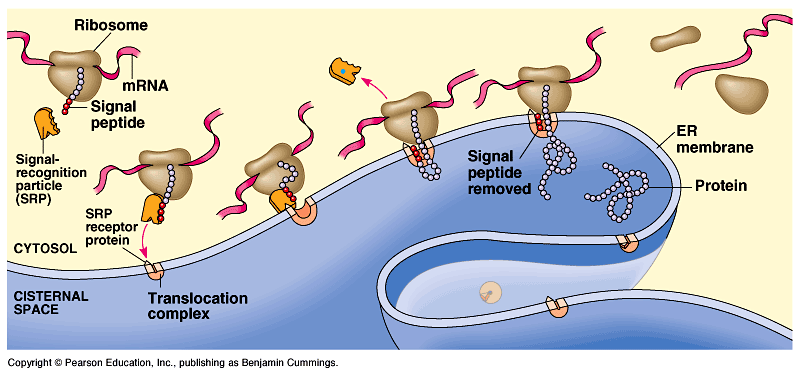 Ribosome
mRNA
Signal
peptide
Signal-
recognition
particle
(SRP)
SRP
receptor
protein
CYTOSOL
CISTERNAL
SPACE
Translocation
complex
Signal
peptide
removed
ER
membrane
Protein
Copyright © Pearson Education, Inc., publishing as Benjamin Cummings.